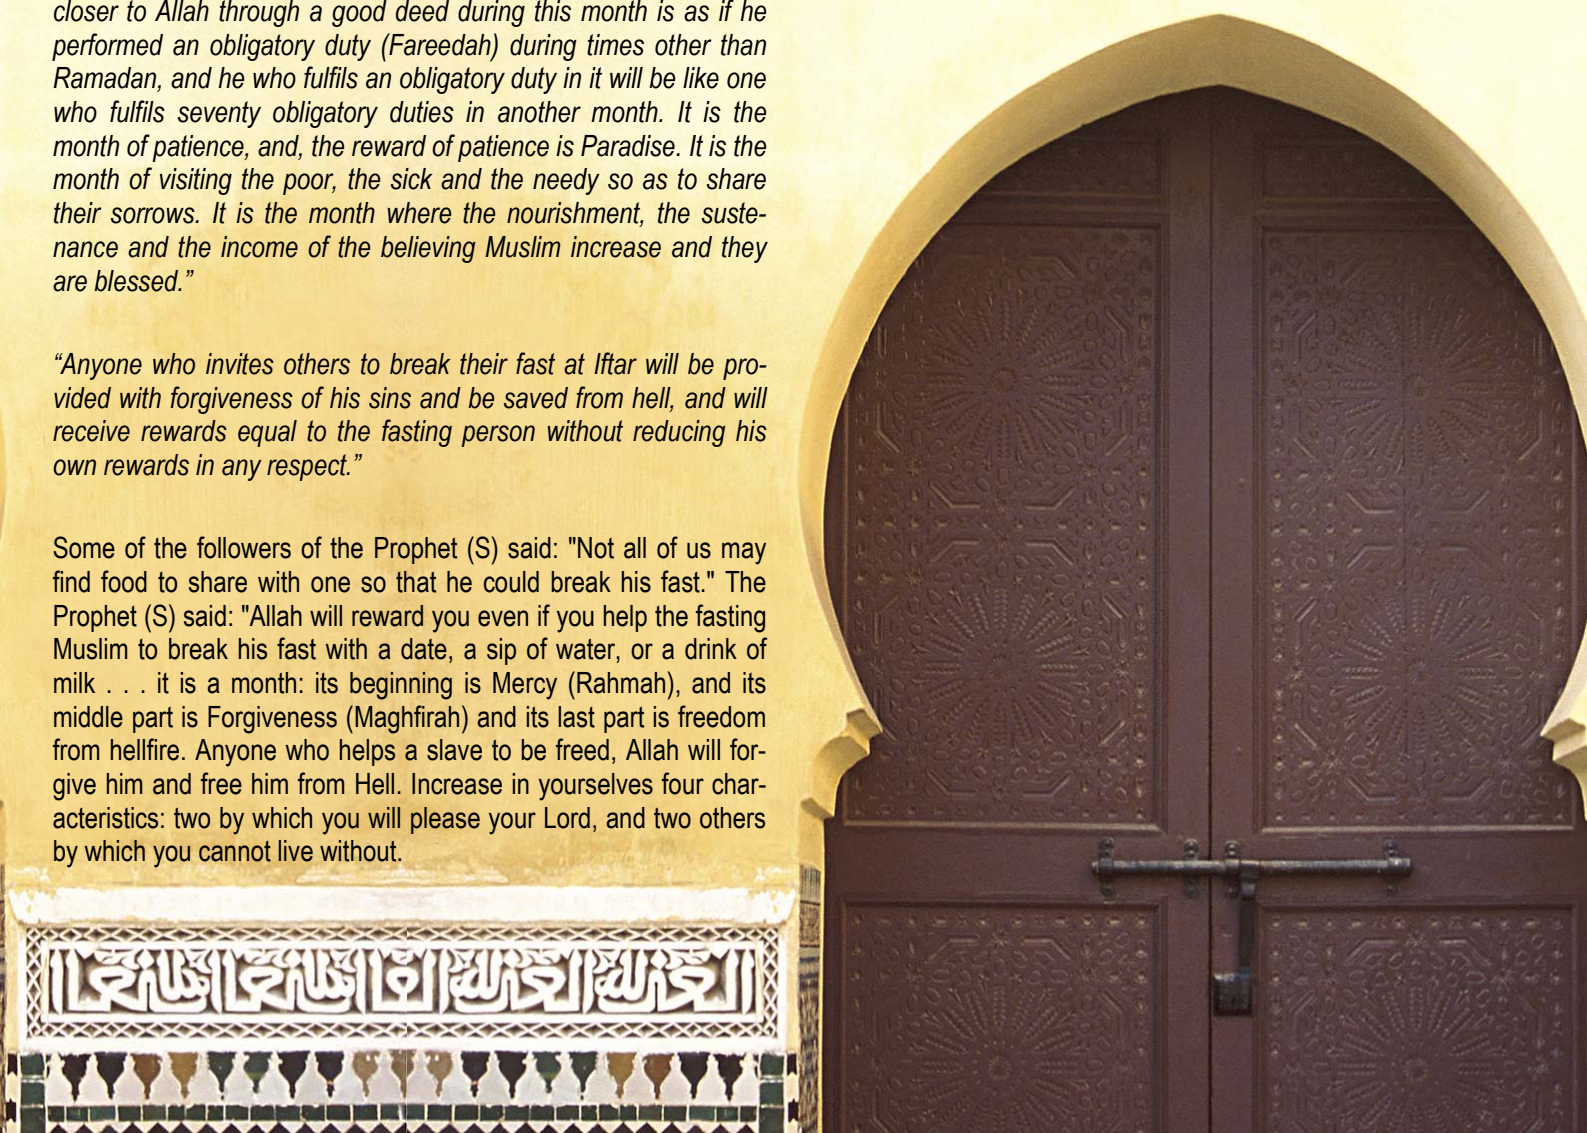 closer to Allah through a good deed during this month is as if he
performed an obligatory duty (Fareedah) during times other than
Ramadan, and he who fulfils an obligatory duty in it will be like one
who fulfils seventy obligatory duties in another month. It is the
month of patience, and, the reward of patience is Paradise. It is the
month of visiting the poor, the sick and the needy so as to share
their sorrows. It is the month where the nourishment, the suste-
nance and the income of the believing Muslim increase and they
are blessed.”
“Anyone who invites others to break their fast at Iftar will be pro-
vided with forgiveness of his sins and be saved from hell, and will
receive rewards equal to the fasting person without reducing his
own rewards in any respect.”
Some of the followers of the Prophet (S) said: "Not all of us may
find food to share with one so that he could break his fast." The
Prophet (S) said: "Allah will reward you even if you help the fasting
Muslim to break his fast with a date, a sip of water, or a drink of
milk . . . it is a month: its beginning is Mercy (Rahmah), and its
middle part is Forgiveness (Maghfirah) and its last part is freedom
from hellfire. Anyone who helps a slave to be freed, Allah will for-
give him and free him from Hell. Increase in yourselves four char-
acteristics: two by which you will please your Lord, and two others
by which you cannot live without.